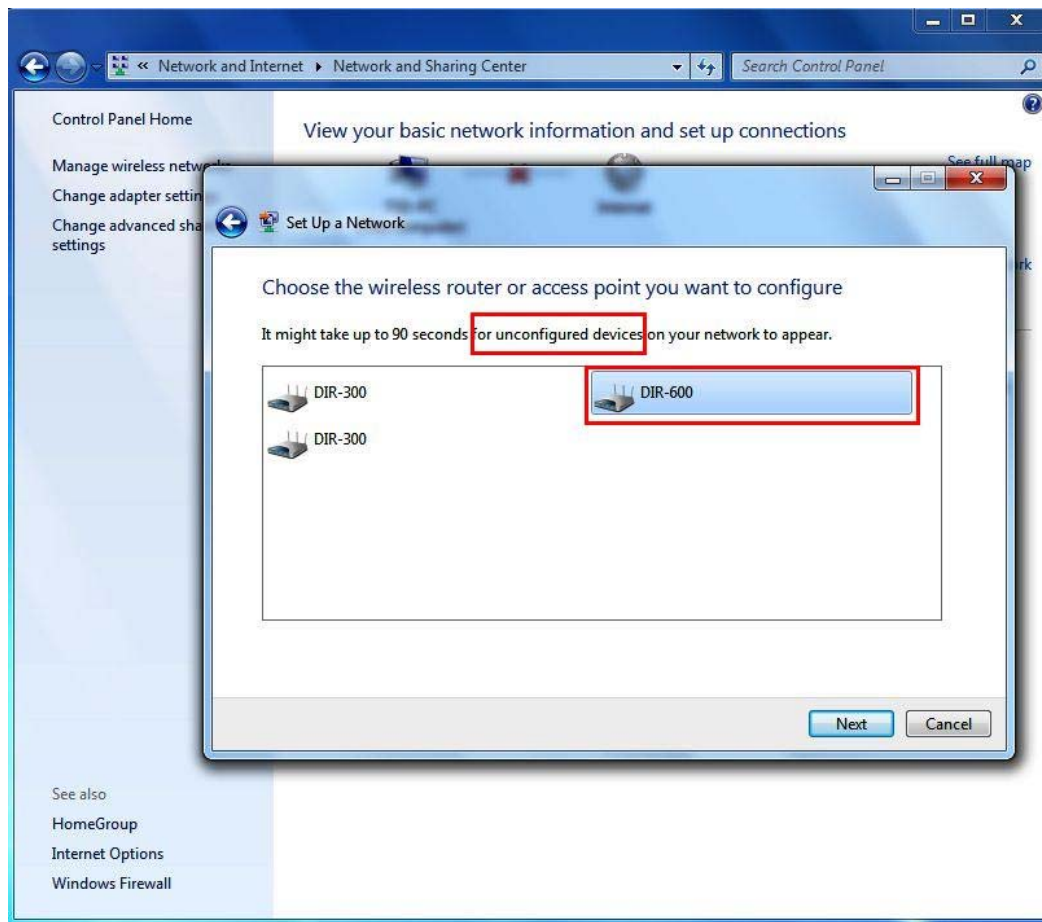 « Network and Internet ▸ Network and Sharing Center
Search Control Panel
Control Panel Home
Manage wireless
Change adapter
Change advanced
settings
View your basic network information and set up connections
See full map
Set Up a Network
Choose the wireless router or access point you want to configure
It might take up to 90 seconds for unconfigured devices on your network to appear.
DIR-300
DIR-600
DIR-300
Next
Cancel
See also
HomeGroup
Internet Options
Windows Firewall